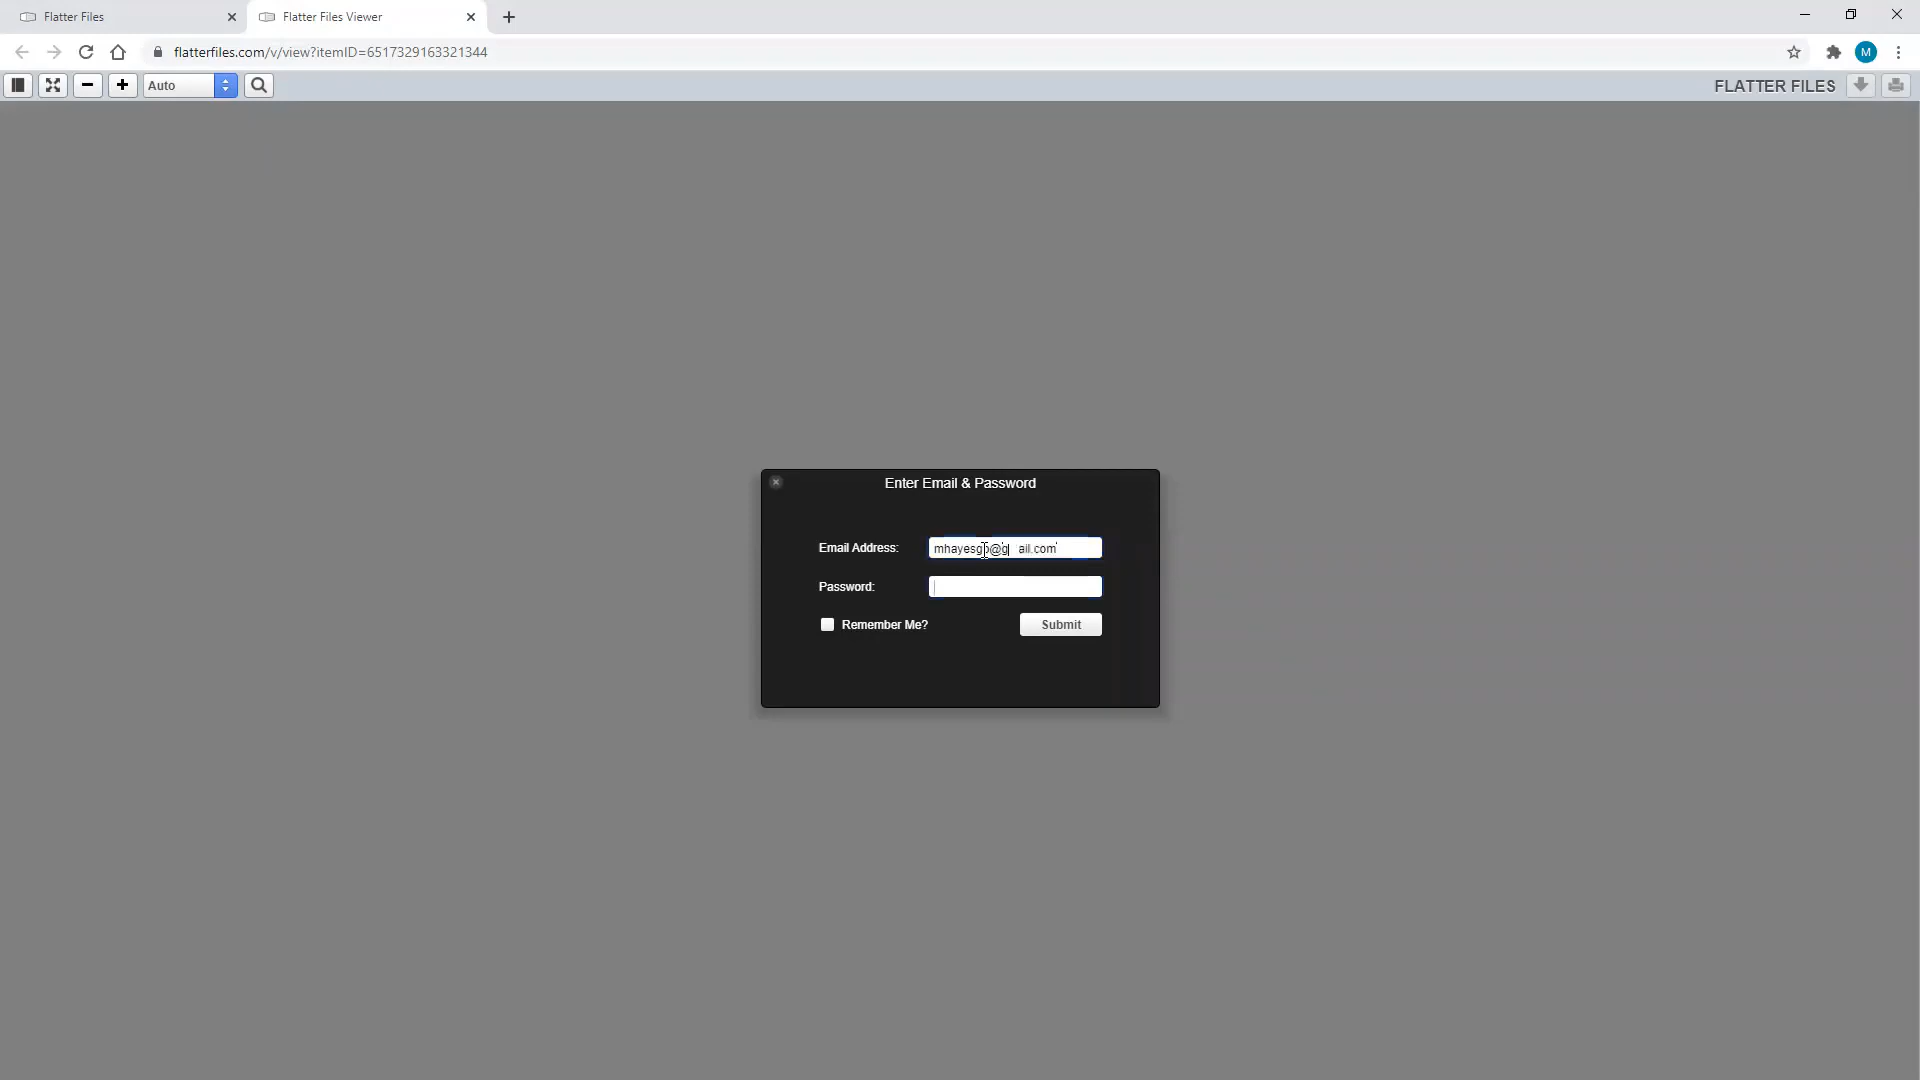 Flatter Files
Flatter Files Viewer
flatterfiles.com/v/view?itemID=6517329163321344
M
Auto
FLATTER FILES
Enter Email & Password
Email Address:
Password:
Remember Me?
Submit